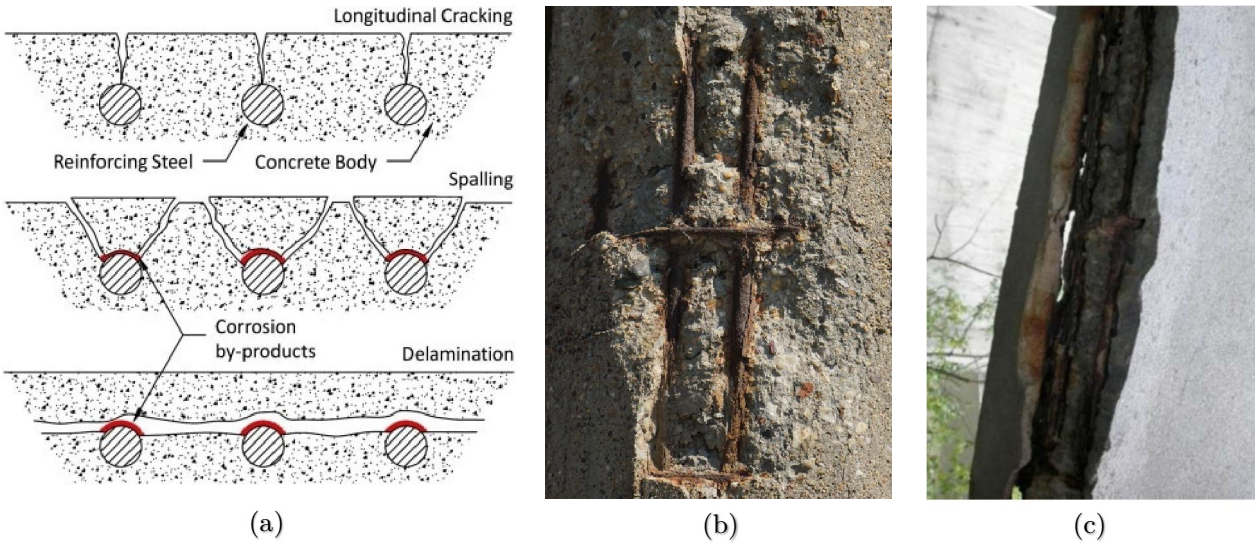 Longitudinal Cracking
Reinforcing Steel
Concrete Body
Spalling
Corrosion
by-products
Delamination
(a)
(b)
(c)